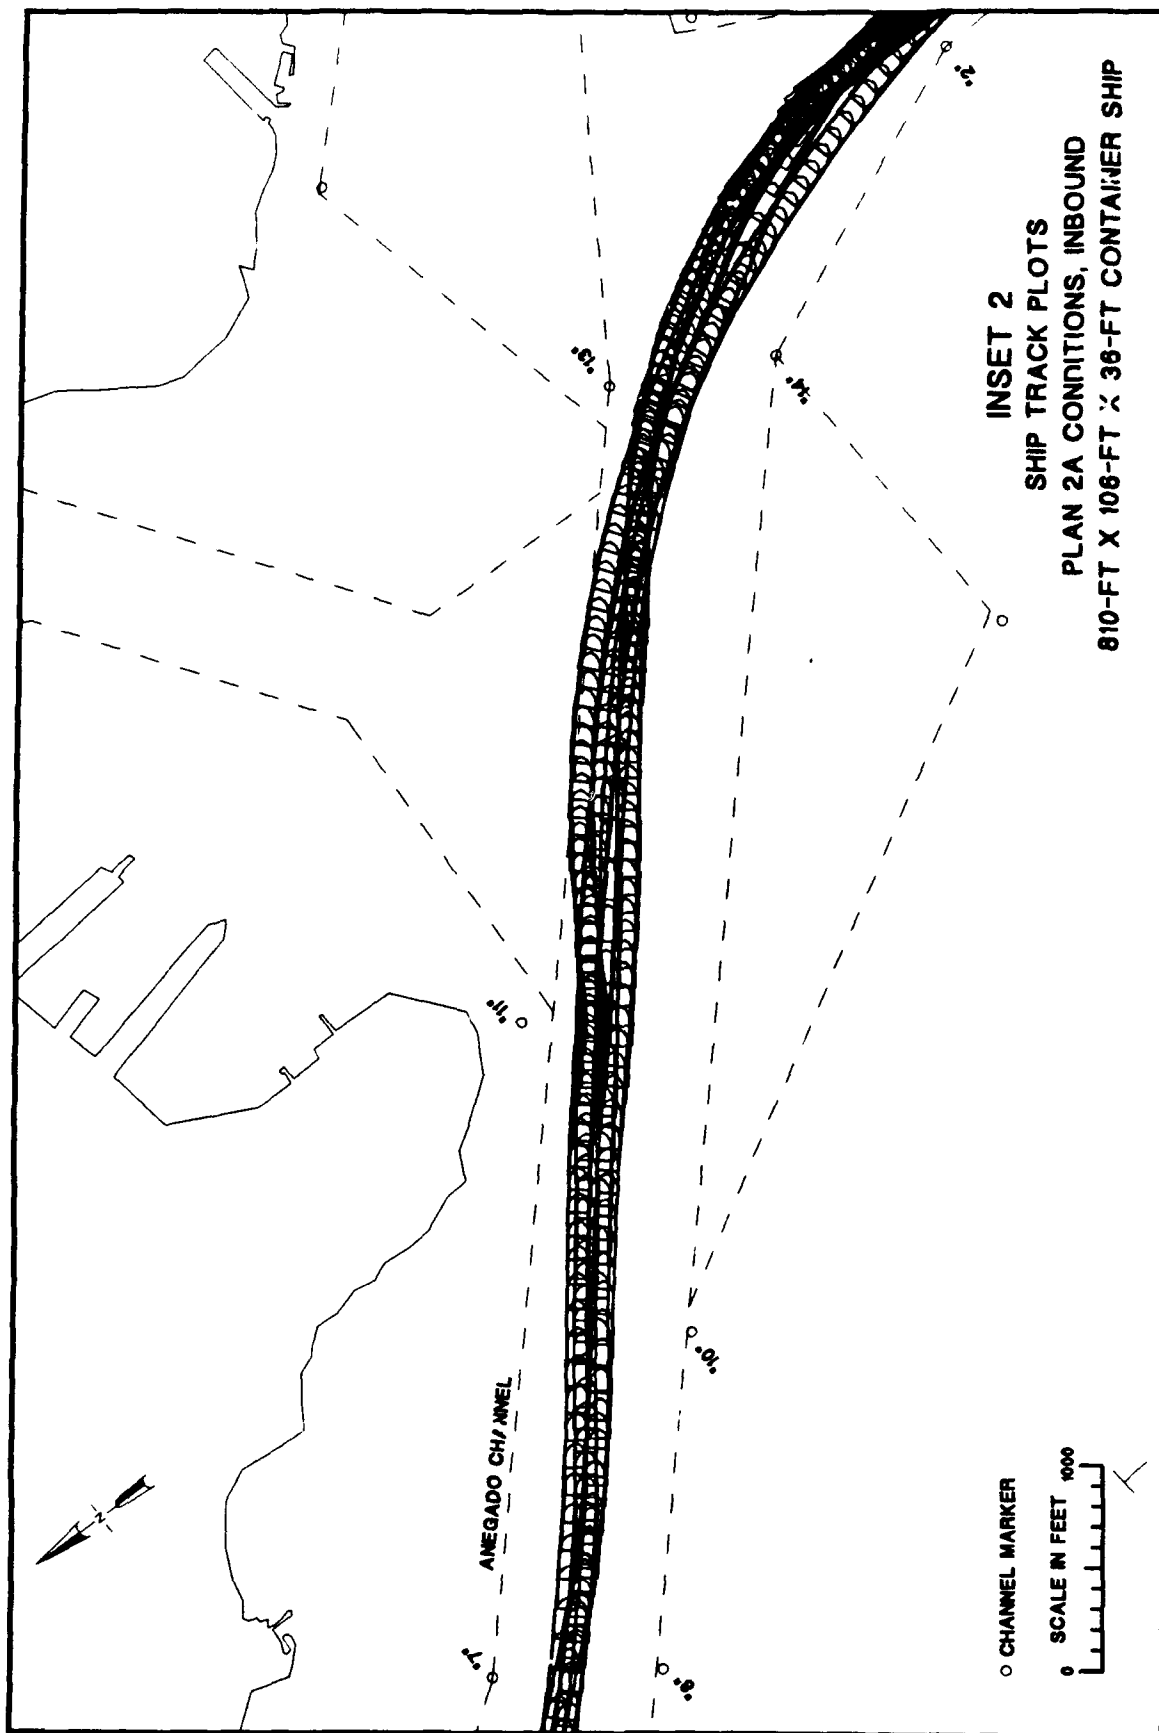 INSET 2
SHIP TRACK PLOTS
PLAN 2A CONDITIONS, INBOUND
810-FT X 106-FT X 36-FT CONTAINER SHIP
ANEGADO CHANNEL
"7"
"11"
"13"
"10"
"14"
"2"
N
○ CHANNEL MARKER
SCALE IN FEET
0 1000